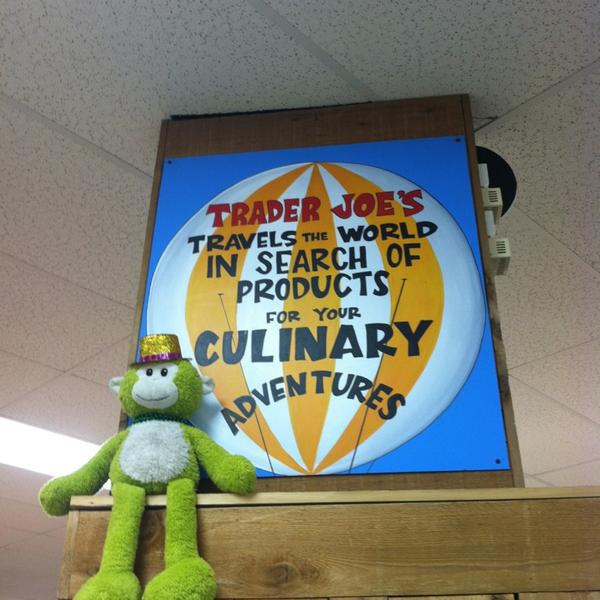 TRADER JOE'S
TRAVELS THE WORLD
IN SEARCH OF
PRODUCTS
FOR YOUR
CULINARY
ADVENTURES